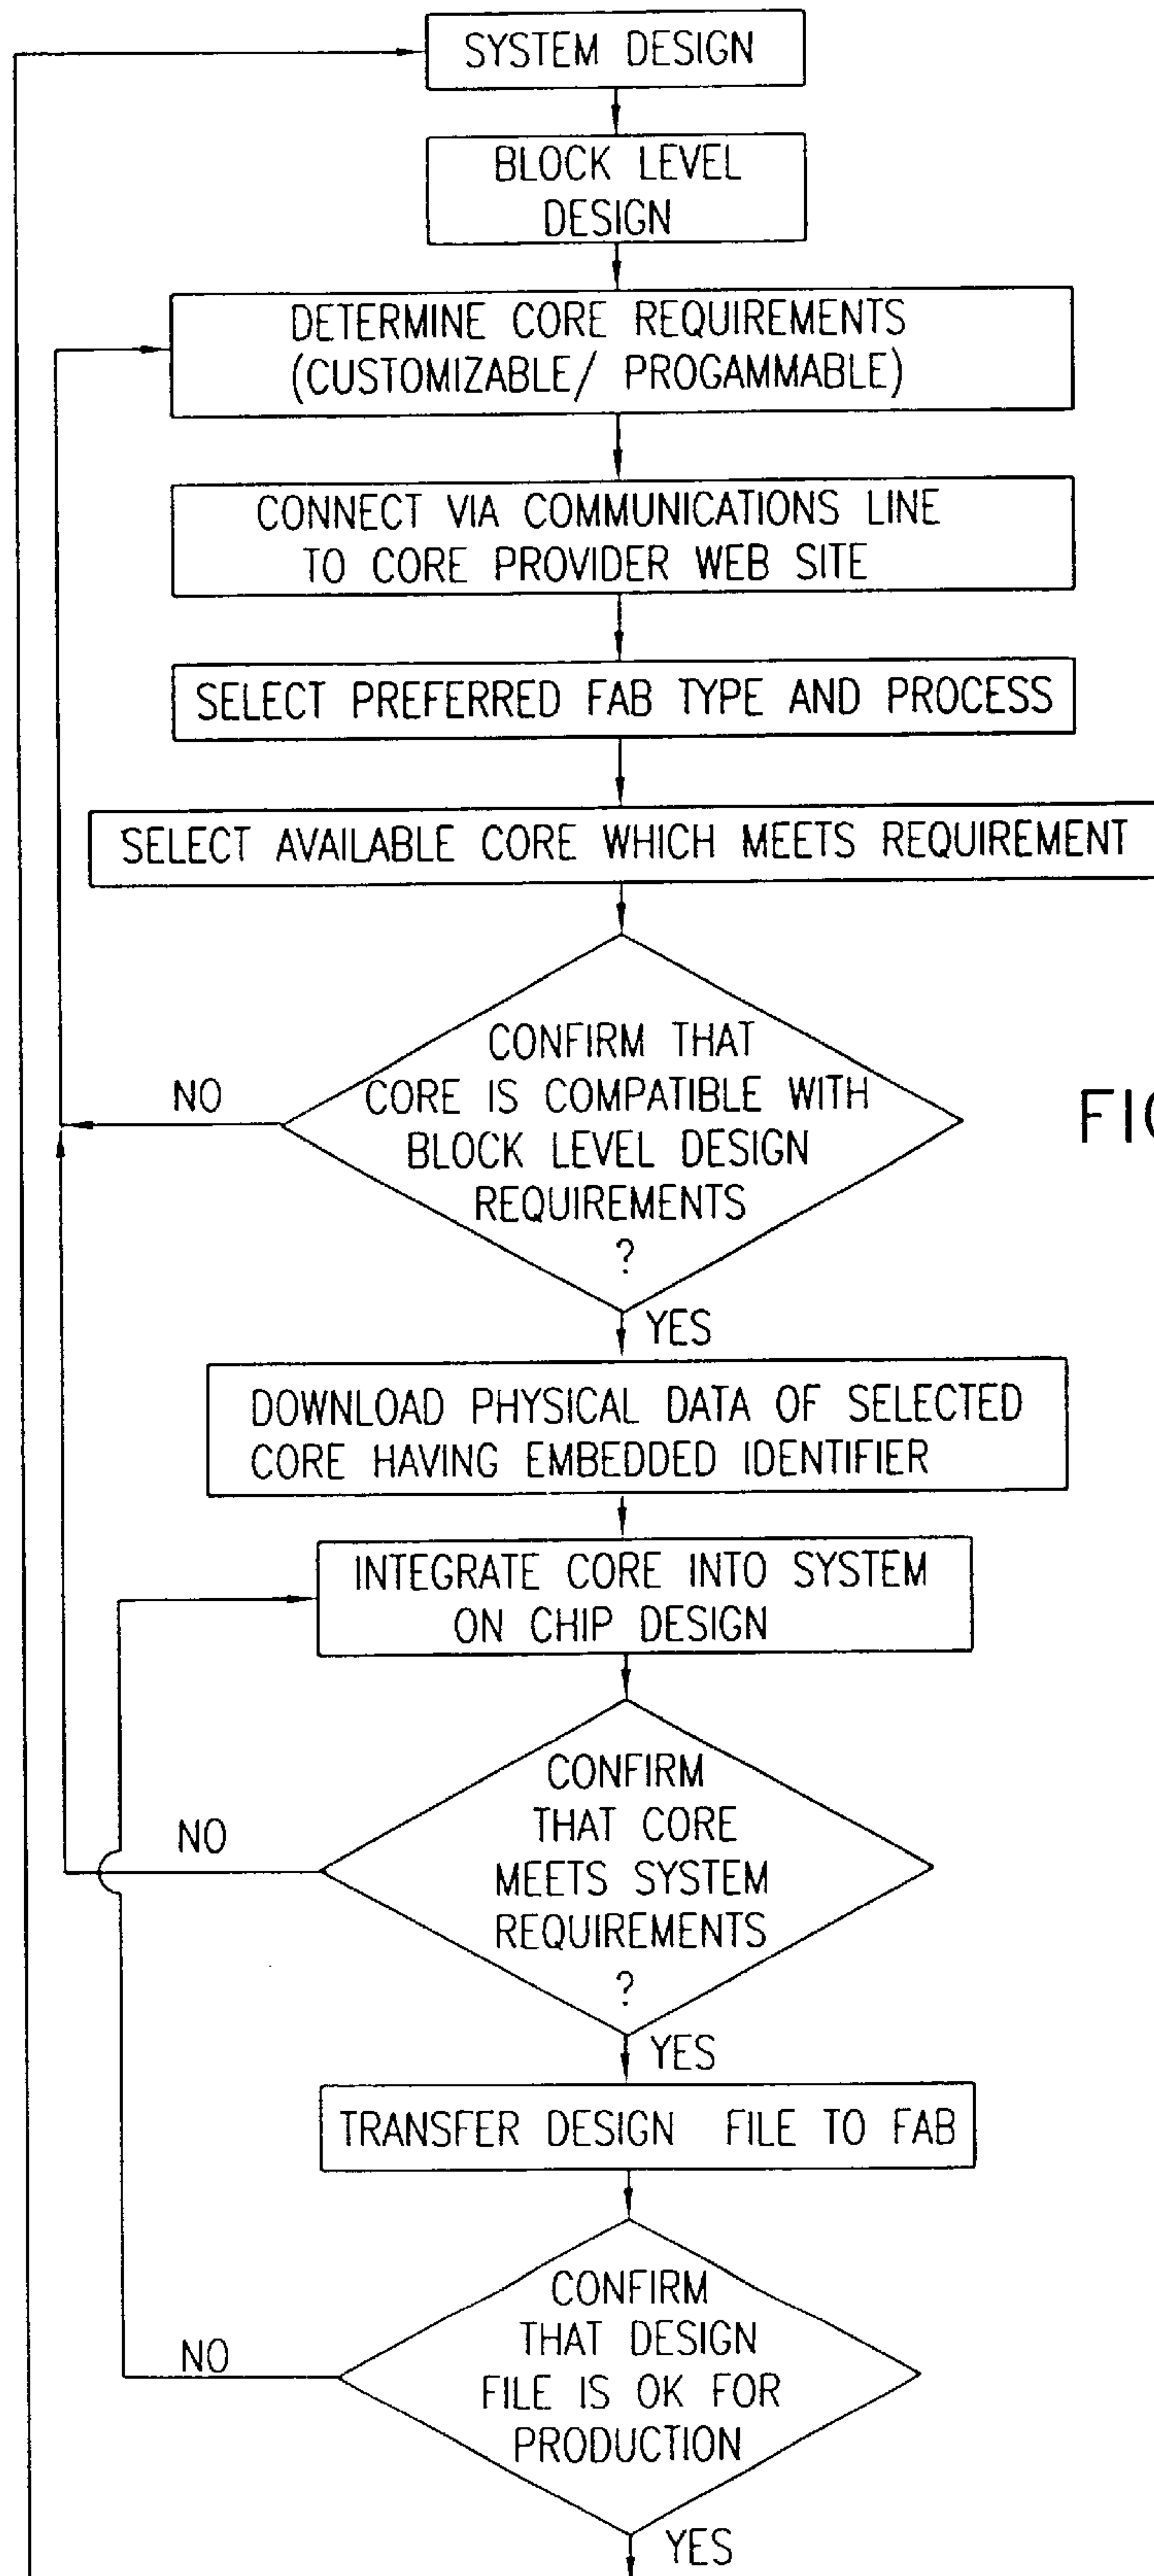 SYSTEM DESIGN
BLOCK LEVEL
DESIGN
DETERMINE CORE REQUIREMENTS
(CUSTOMIZABLE/ PROGAMMABLE)
CONNECT VIA COMMUNICATIONS LINE
TO CORE PROVIDER WEB SITE
SELECT PREFERRED FAB TYPE AND PROCESS
SELECT AVAILABLE CORE WHICH MEETS REQUIREMENT
CONFIRM THAT
CORE IS COMPATIBLE WITH
BLOCK LEVEL DESIGN
REQUIREMENTS
?
NO
YES
DOWNLOAD PHYSICAL DATA OF SELECTED
CORE HAVING EMBEDDED IDENTIFIER
INTEGRATE CORE INTO SYSTEM
ON CHIP DESIGN
CONFIRM
THAT CORE
MEETS SYSTEM
REQUIREMENTS
?
NO
YES
TRANSFER DESIGN FILE TO FAB
CONFIRM
THAT DESIGN
FILE IS OK FOR
PRODUCTION
NO
YES